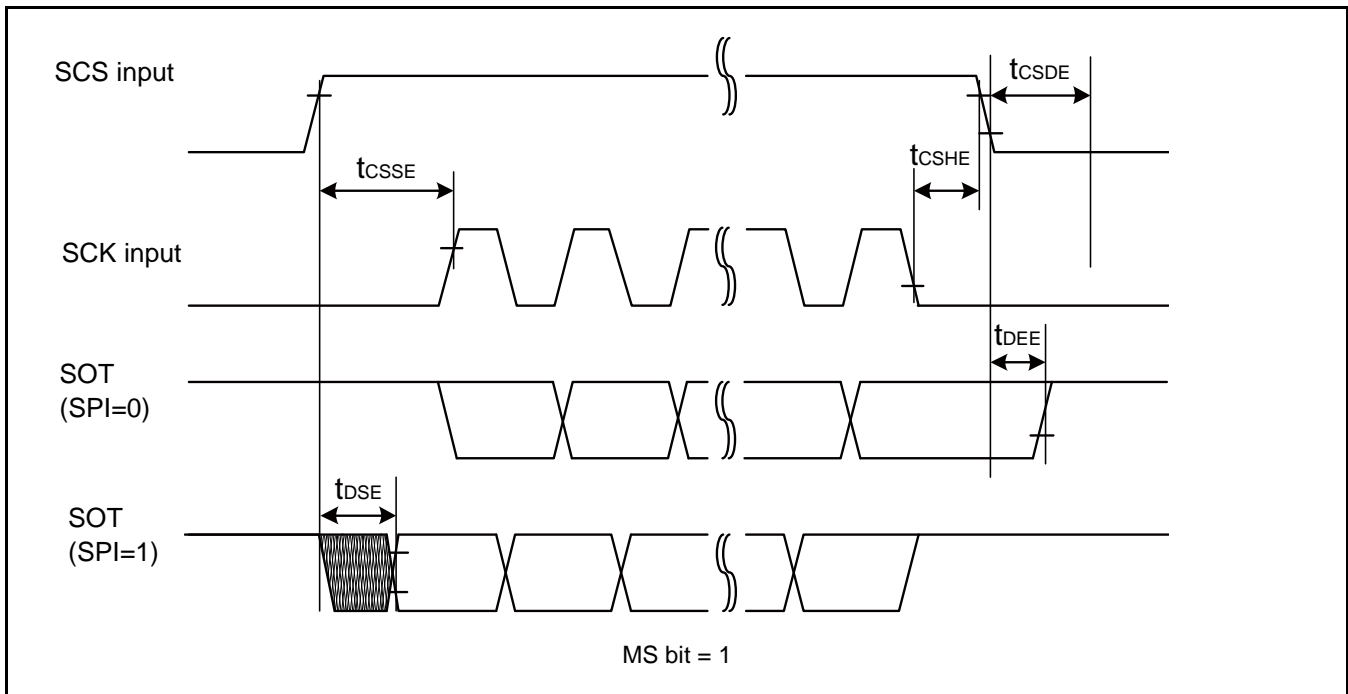 SCS input
tCSDE
tCSHE
tCSSE
SCK input
tDEE
SOT
(SPI=0)
tDSE
SOT
(SPI=1)
MS bit = 1